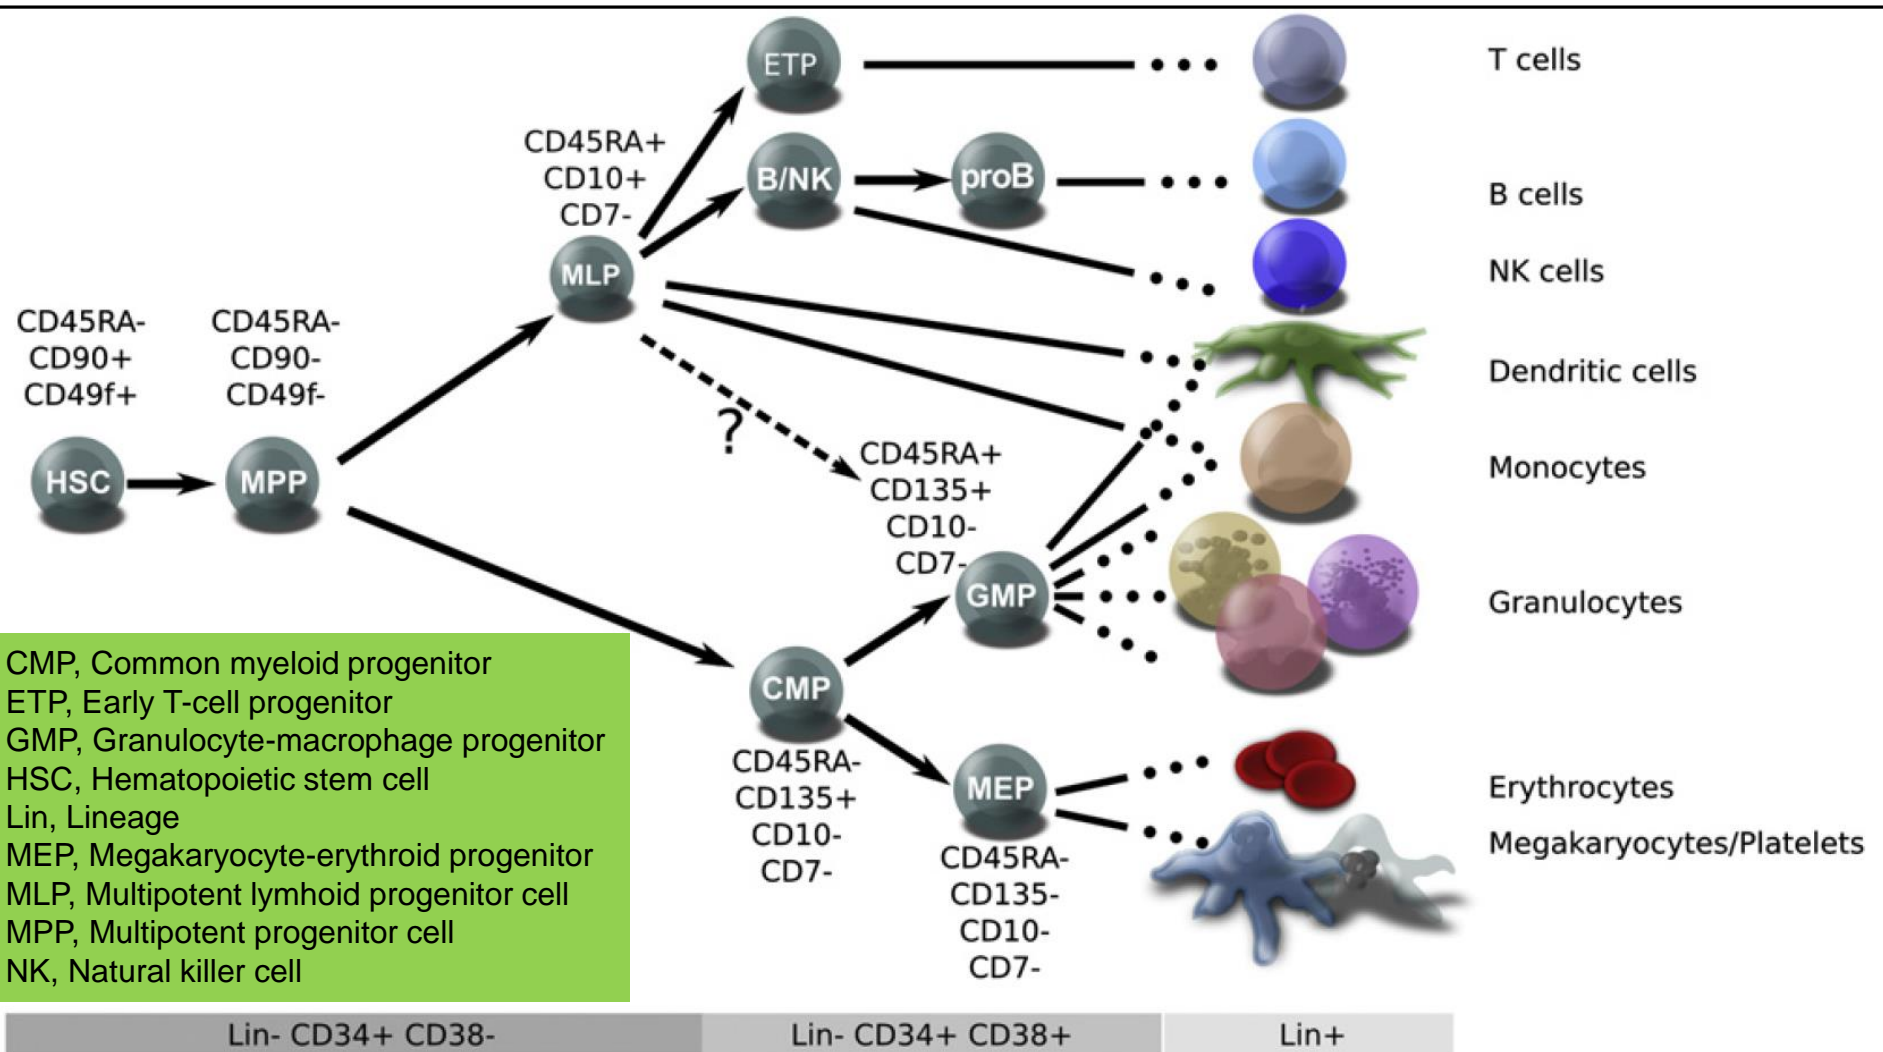 ETP
T cells
CD45RA+
CD10+
CD7-
B/NK
proB
B cells
MLP
NK cells
CD45RA-
CD90+
CD49f+
CD45RA-
CD90-
CD49f-
Dendritic cells
?
HSC
MPP
CD45RA+
CD135+
CD10-
CD7-
Monocytes
GMP
Granulocytes
CMP, Common myeloid progenitor
ETP, Early T-cell progenitor
GMP, Granulocyte-macrophage progenitor
HSC, Hematopoietic stem cell
Lin, Lineage
MEP, Megakaryocyte-erythroid progenitor
MLP, Multipotent lymhoid progenitor cell
MPP, Multipotent progenitor cell
NK, Natural killer cell
CMP
CD45RA-
CD135+
CD10-
CD7-
MEP
CD45RA-
CD135-
CD10-
CD7-
Erythrocytes
Megakaryocytes/Platelets
Lin- CD34+ CD38-
Lin- CD34+ CD38+
Lin+